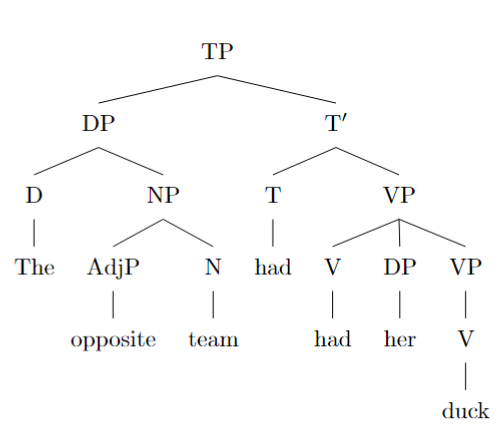 TP
DP T′
D NP T VP
The AdjP N had V DP VP
opposite team had her V
duck